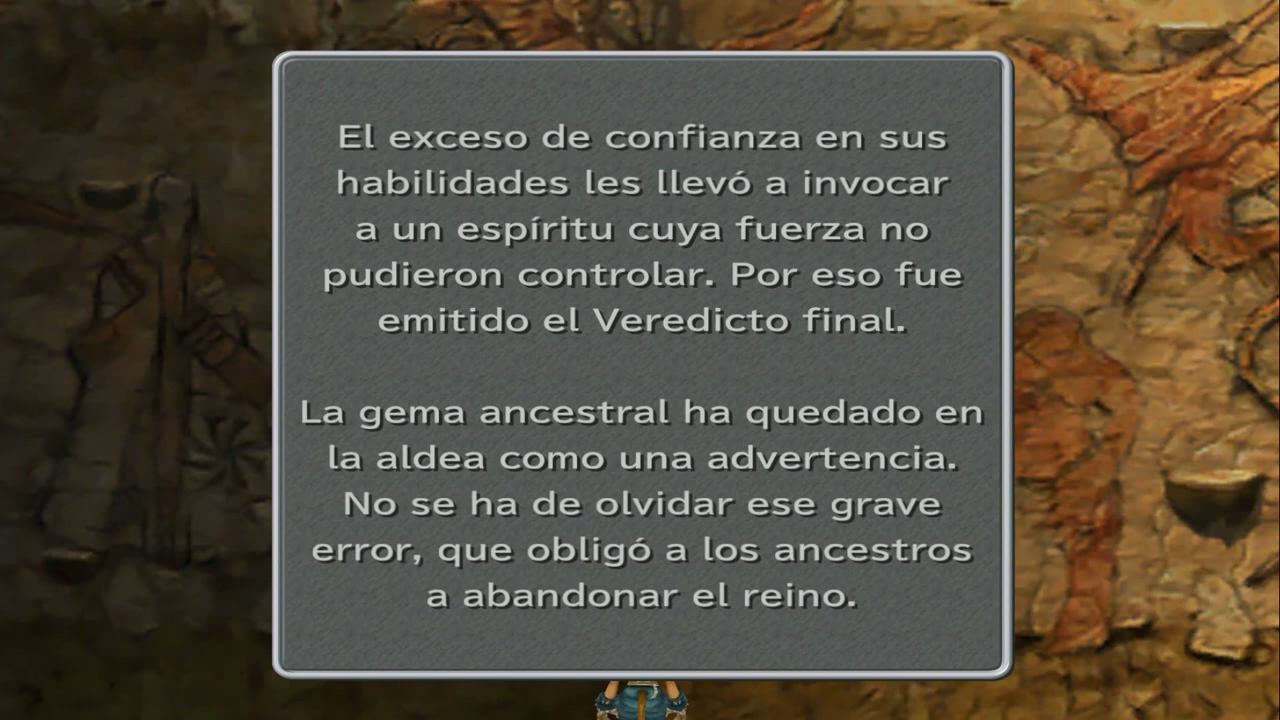 El exceso de confianza en sus
habilidades les llevó a invocar
a un espíritu cuya fuerza no
pudieron controlar. Por eso fue
emitido el Veredicto final.
La gema ancestral ha quedado en
la aldea como una advertencia.
No se ha de olvidar ese grave
error, que obligó a los ancestros
a abandonar el reino.